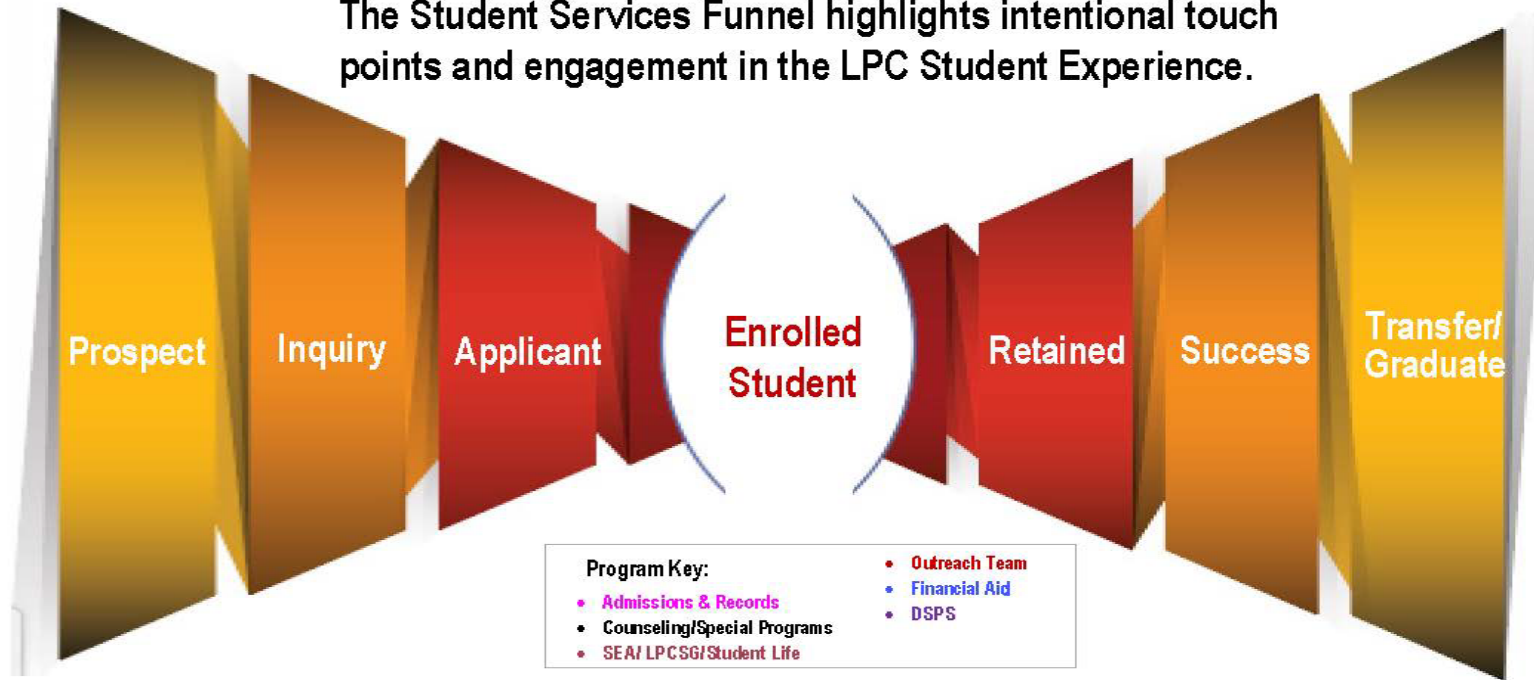 The Student Services Funnel highlights intentional touch
points and engagement in the LPC Student Experience.
Prospect
Inquiry
Applicant
Enrolled
Student
Retained
Success
Transfer/
Graduate
Program Key:
• Admissions & Records
• Counseling/Special Programs
• SEA/ LPCSG/Student Life
• Outreach Team
• Financial Aid
• DSPS